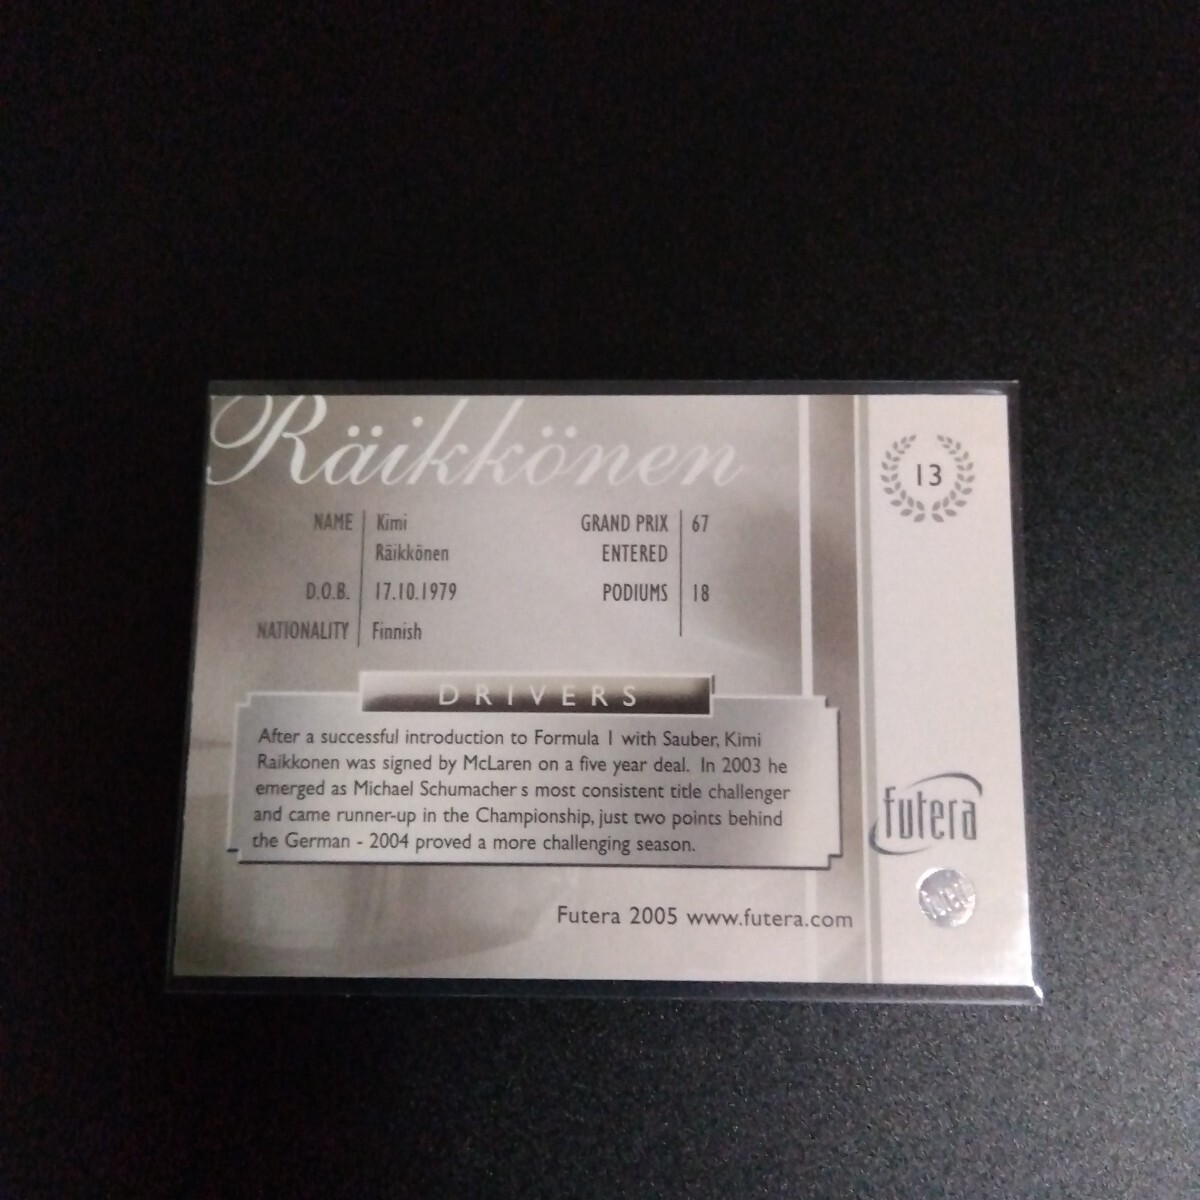 Räikkönen
13
NAME Kimi
Räikkönen
D.O.B. 17.10.1979
NATIONALITY Finnish
GRAND PRIX 67
ENTERED
PODIUMS 18
DRIVERS
After a successful introduction to Formula 1 with Sauber, Kimi
Raikkonen was signed by McLaren on a five year deal. In 2003 he
emerged as Michael Schumacher s most consistent title challenger
and came runner-up in the Championship, just two points behind
the German - 2004 proved a more challenging season.
futera
Futera 2005 www.futera.com